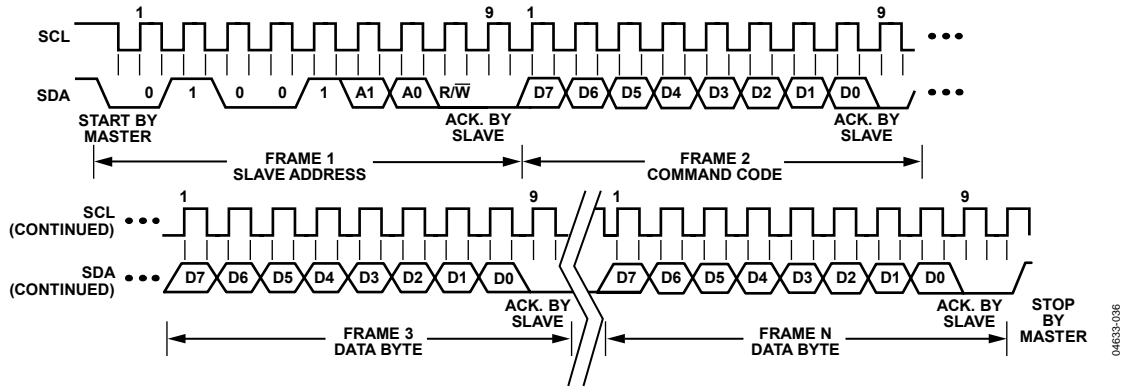 1 9 1 9
SCL
SDA 0 1 0 0 1 A1 A0 R/W̅ D7 D6 D5 D4 D3 D2 D1 D0
START BY
MASTER
ACK. BY
SLAVE
ACK. BY
SLAVE
FRAME 1
SLAVE ADDRESS
FRAME 2
COMMAND CODE
1 9 1 9
SCL
(CONTINUED)
SDA
(CONTINUED)
D7 D6 D5 D4 D3 D2 D1 D0 D7 D6 D5 D4 D3 D2 D1 D0
ACK. BY
SLAVE
ACK. BY
SLAVE
STOP
BY
MASTER
FRAME 3
DATA BYTE
FRAME N
DATA BYTE
04633-036